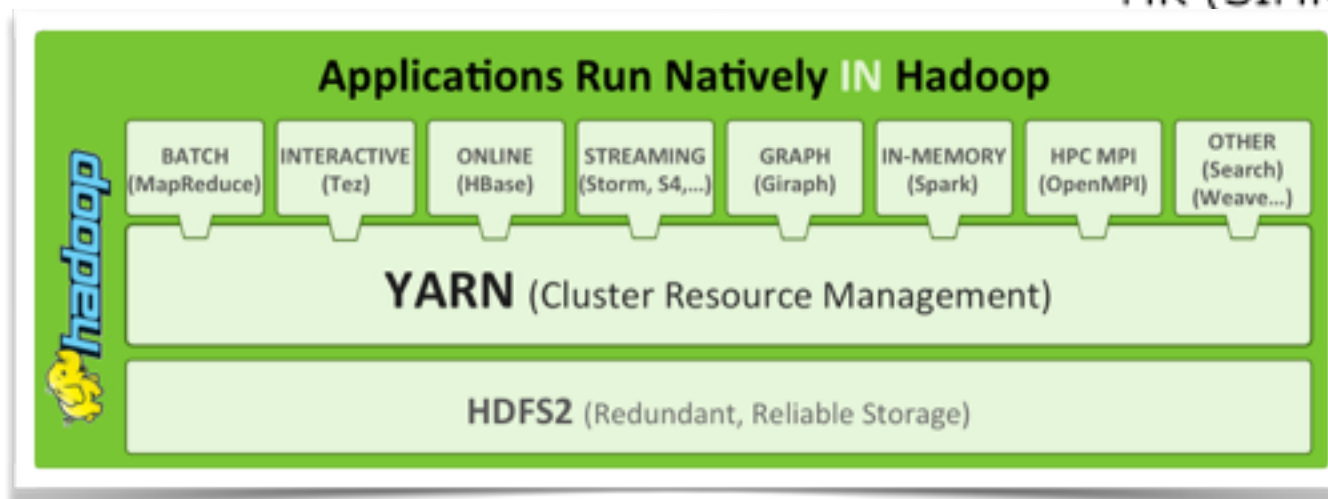 Applications Run Natively IN Hadoop
BATCH
(MapReduce)
INTERACTIVE
(Tez)
ONLINE
(HBase)
STREAMING
(Storm, S4,...)
GRAPH
(Giraph)
IN-MEMORY
(Spark)
HPC MPI
(OpenMPI)
OTHER
(Search)
(Weave...)
hadoop
YARN (Cluster Resource Management)
HDFS2 (Redundant, Reliable Storage)